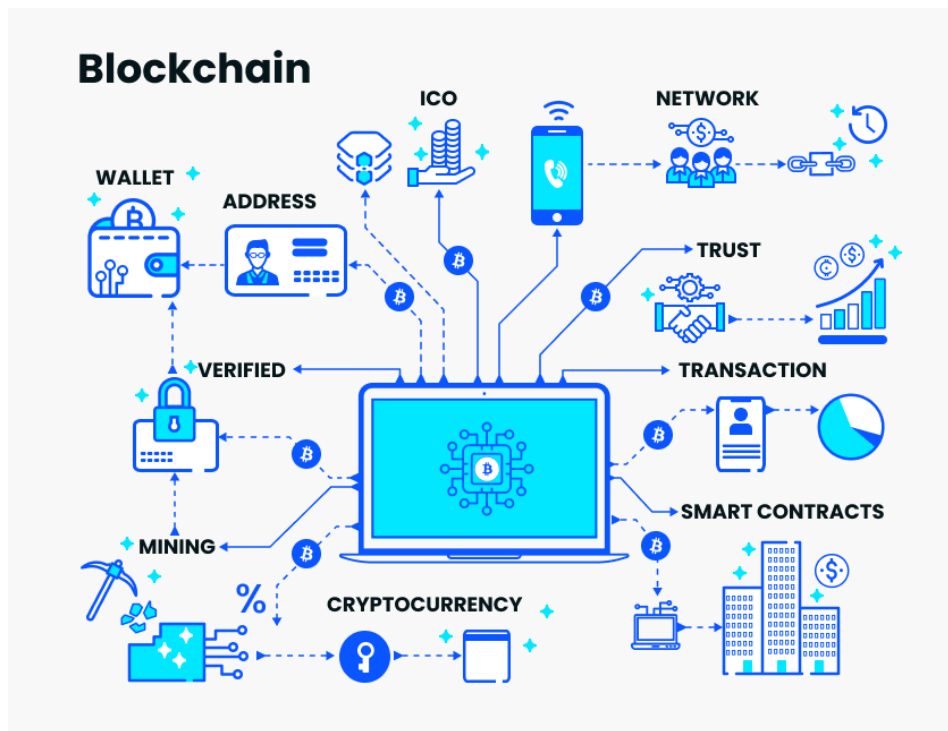 Blockchain
ICO
NETWORK
WALLET
ADDRESS
TRUST
VERIFIED
TRANSACTION
SMART CONTRACTS
MINING
%
CRYPTOCURRENCY